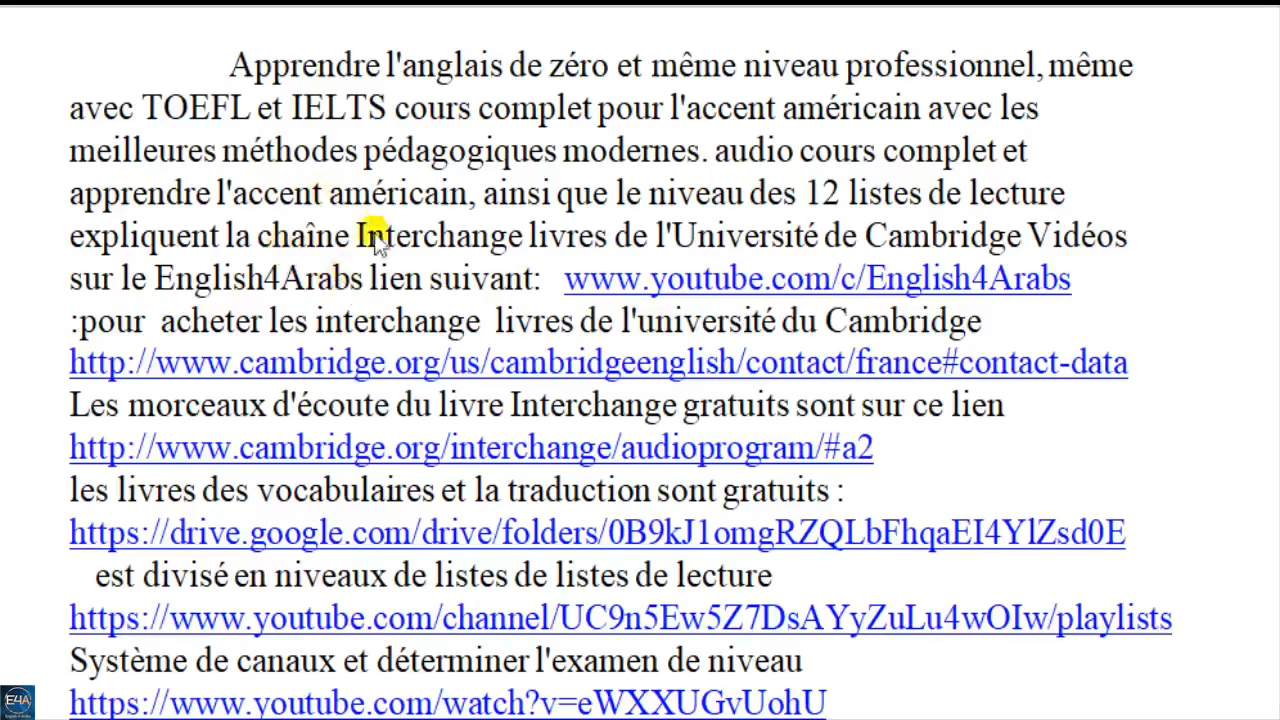 Apprendre l'anglais de zéro et même niveau professionnel, même
avec TOEFL et IELTS cours complet pour l'accent américain avec les
meilleures méthodes pédagogiques modernes. audio cours complet et
apprendre l'accent américain, ainsi que le niveau des 12 listes de lecture
expliquent la chaîne Interchange livres de l'Université de Cambridge Vidéos
sur le English4Arabs lien suivant: www.youtube.com/c/English4Arabs
:pour acheter les interchange livres de l'université du Cambridge
http://www.cambridge.org/us/cambridgeenglish/contact/france#contact-data
Les morceaux d'écoute du livre Interchange gratuits sont sur ce lien
http://www.cambridge.org/interchange/audioprogram/#a2
les livres des vocabulaires et la traduction sont gratuits :
https://drive.google.com/drive/folders/0B9kJ1omgRZQLbFhqaEI4YlZsd0E
est divisé en niveaux de listes de listes de lecture
https://www.youtube.com/channel/UC9n5Ew5Z7DsAYyZuLu4wOIw/playlists
Système de canaux et déterminer l'examen de niveau
https://www.youtube.com/watch?v=eWXXUGvUohU
E4A